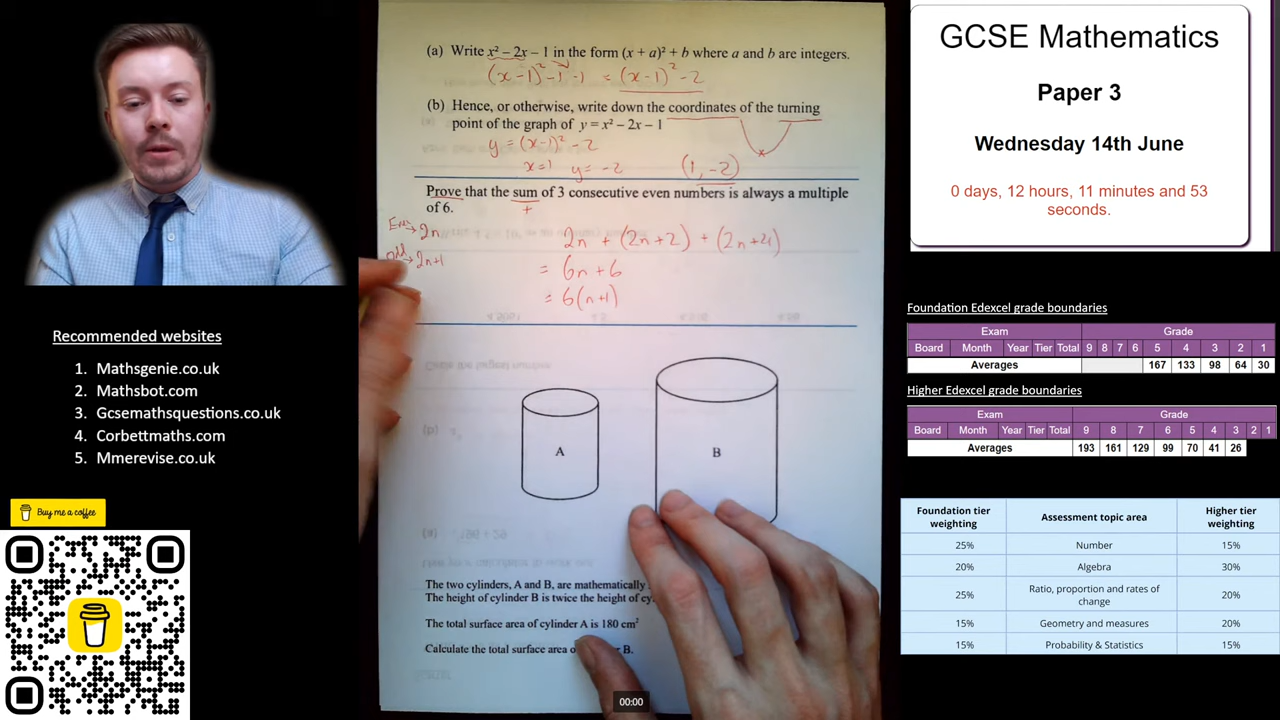 (a) Write x² – 2x – 1 in the form (x + a)² + b where a and b are integers.
(x-1)² -1 -1 = (x-1)² -2
(b) Hence, or otherwise, write down the coordinates of the turning
point of the graph of y = x² – 2x – 1
y = (x-1)² -2
x=1 y = -2 (1, -2)
Prove that the sum of 3 consecutive even numbers is always a multiple
of 6.
+
Even → 2n
Odd → 2n+1
2n + (2n+2) + (2n+4)
= 6n+6
= 6(n+1)
A
B
The two cylinders, A and B, are mathematically
The height of cylinder B is twice the height of
The total surface area of cylinder A is 180 cm²
Calculate the total surface area B.
00:00
Recommended websites
1. Mathsgenie.co.uk
2. Mathsbot.com
3. Gcsemathsquestions.co.uk
4. Corbettmaths.com
5. Mmerevise.co.uk
Buy me a coffee
GCSE Mathematics
Paper 3
Wednesday 14th June
0 days, 12 hours, 11 minutes and 53
seconds.
Foundation Edexcel grade boundaries
Exam Grade
Board Month Year Tier Total 9 8 7 6 5 4 3 2 1
Averages 167 133 98 64 30
Higher Edexcel grade boundaries
Exam Grade
Board Month Year Tier Total 9 8 7 6 5 4 3 2 1
Averages 193 161 129 99 70 41 26
Foundation tier weighting Assessment topic area Higher tier weighting
25% Number 15%
20% Algebra 30%
25% Ratio, proportion and rates of change 20%
15% Geometry and measures 20%
15% Probability & Statistics 15%